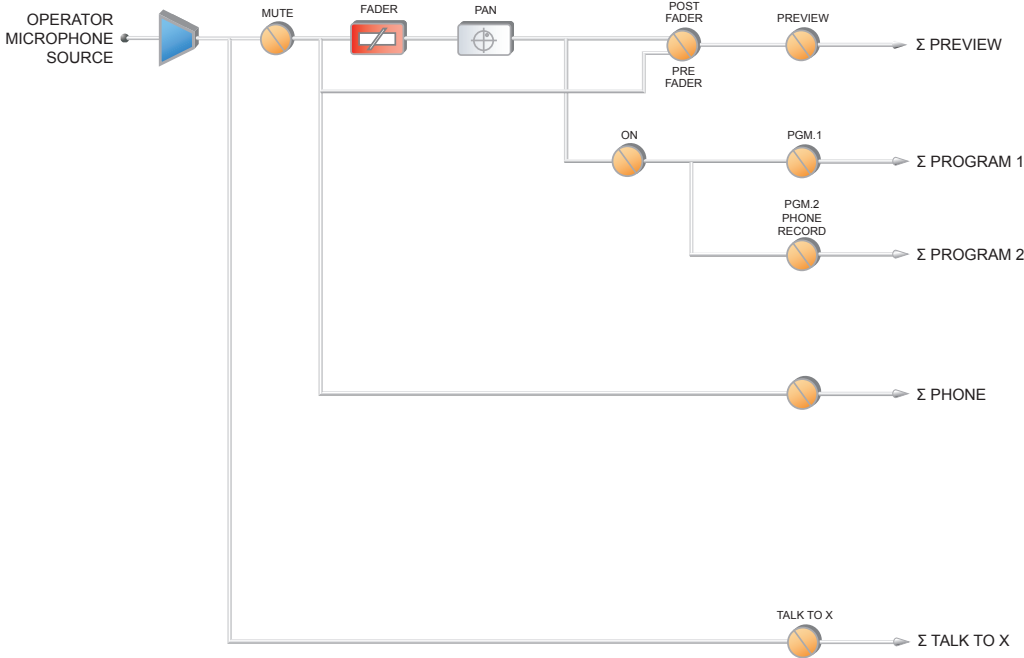 OPERATOR
MICROPHONE
SOURCE
MUTE
FADER
PAN
POST
FADER
PRE
FADER
PREVIEW
Σ PREVIEW
ON
PGM.1
Σ PROGRAM 1
PGM.2
PHONE
RECORD
Σ PROGRAM 2
Σ PHONE
TALK TO X
Σ TALK TO X